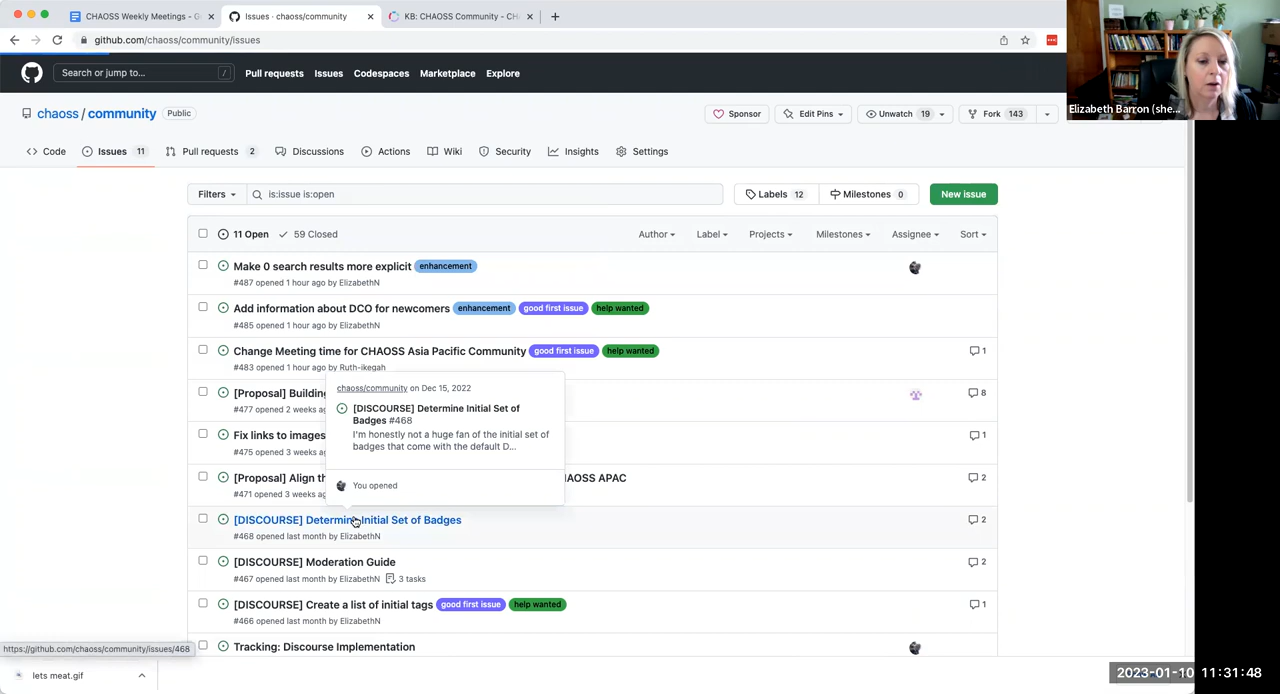 CHAOSS Weekly Meetings - G
Issues · chaoss/community
KB: CHAOSS Community - CH
github.com/chaoss/community/issues
Search or jump to...
/
Pull requests
Issues
Codespaces
Marketplace
Explore
Elizabeth Barron (she...
chaoss / community
Public
Sponsor
Edit Pins
Unwatch 19
Fork 143
Code
Issues 11
Pull requests 2
Discussions
Actions
Wiki
Security
Insights
Settings
Filters
is:issue is:open
Labels 12
Milestones 0
New issue
11 Open
59 Closed
Author
Label
Projects
Milestones
Assignee
Sort
Make 0 search results more explicit enhancement
#487 opened 1 hour ago by ElizabethN
Add information about DCO for newcomers enhancement good first issue help wanted
#485 opened 1 hour ago by ElizabethN
Change Meeting time for CHAOSS Asia Pacific Community good first issue help wanted
1
#483 opened 1 hour ago by Ruth-ikegah
chaoss/community on Dec 15, 2022
[Proposal] Building
8
#477 opened 2 weeks ag
[DISCOURSE] Determine Initial Set of
Badges #468
I'm honestly not a huge fan of the initial set of
badges that come with the default D...
Fix links to images
1
#475 opened 3 weeks ag
[Proposal] Align th
HAOSS APAC
2
#471 opened 3 weeks ag
You opened
[DISCOURSE] Determine Initial Set of Badges
2
#468 opened last month by ElizabethN
[DISCOURSE] Moderation Guide
2
#467 opened last month by ElizabethN 3 tasks
[DISCOURSE] Create a list of initial tags good first issue help wanted
1
#466 opened last month by ElizabethN
Tracking: Discourse Implementation
https://github.com/chaoss/community/issues/468
lets meat.gif
2023-01-10 11:31:48